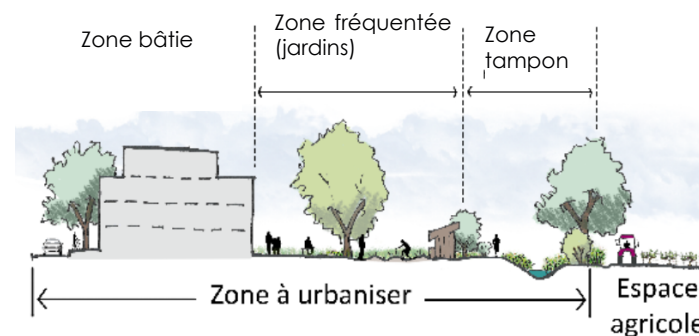 Zone bâtie
Zone fréquentée
(jardins)
Zone
tampon
Zone à urbaniser
Espace
agricole